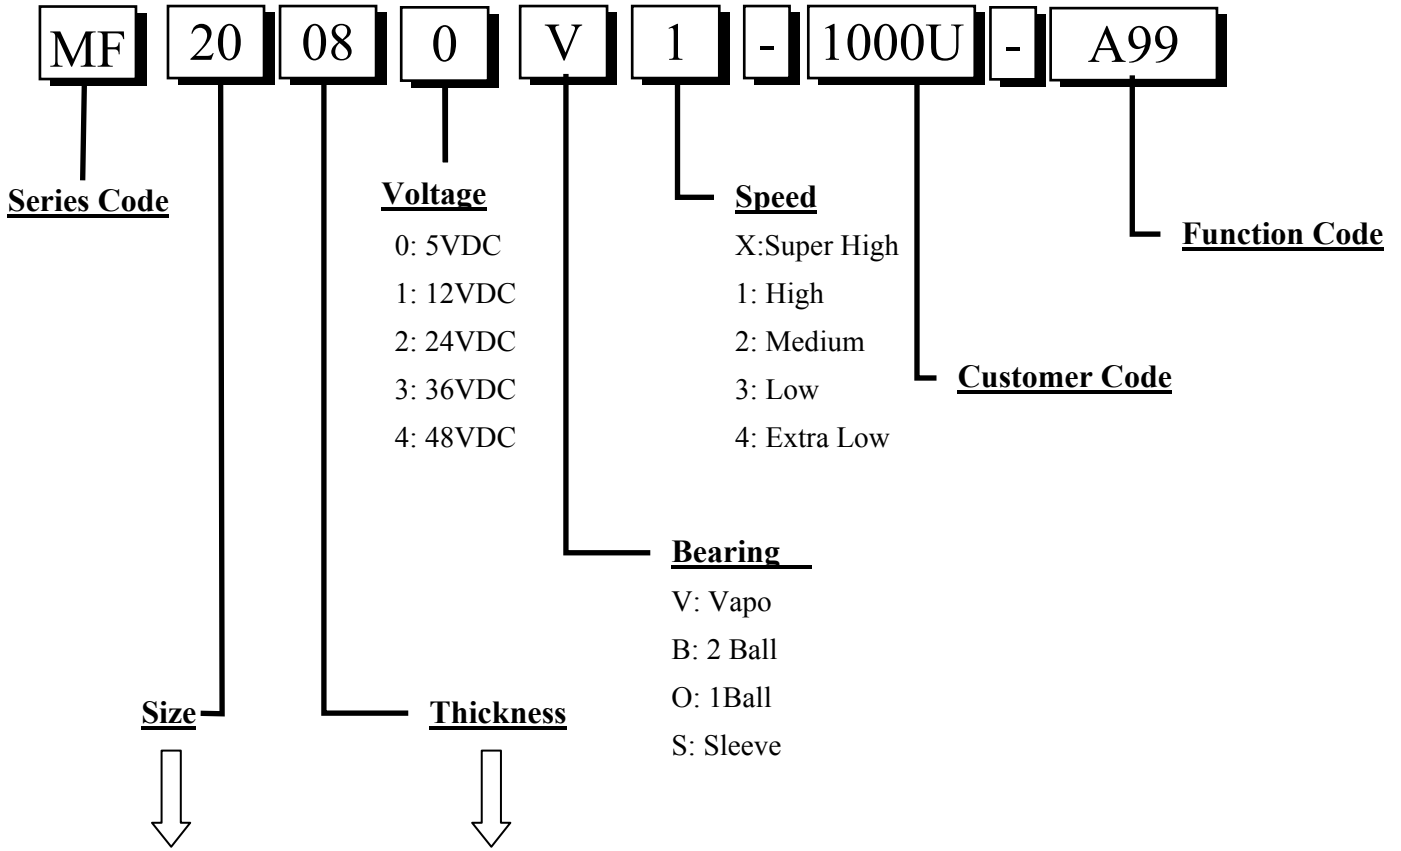 MF 20 08 0 V 1 - 1000U - A99
Series Code
Voltage
0: 5VDC
1: 12VDC
2: 24VDC
3: 36VDC
4: 48VDC
Speed
X:Super High
1: High
2: Medium
3: Low
4: Extra Low
Function Code
Customer Code
Bearing
V: Vapo
B: 2 Ball
O: 1Ball
S: Sleeve
Size
Thickness